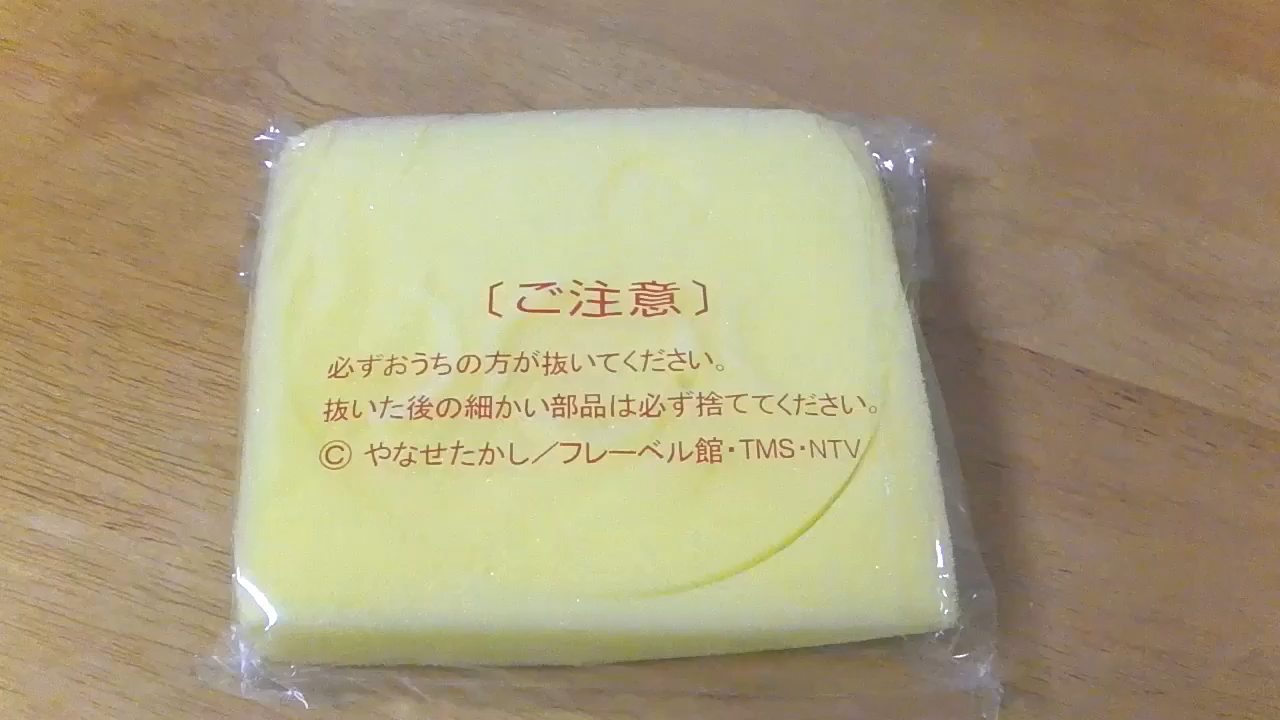 〔ご注意〕
必ずおうちの方が抜いてください。
抜いた後の細かい部品は必ず捨ててください。
© やなせたかし／フレーベル館・TMS・NTV